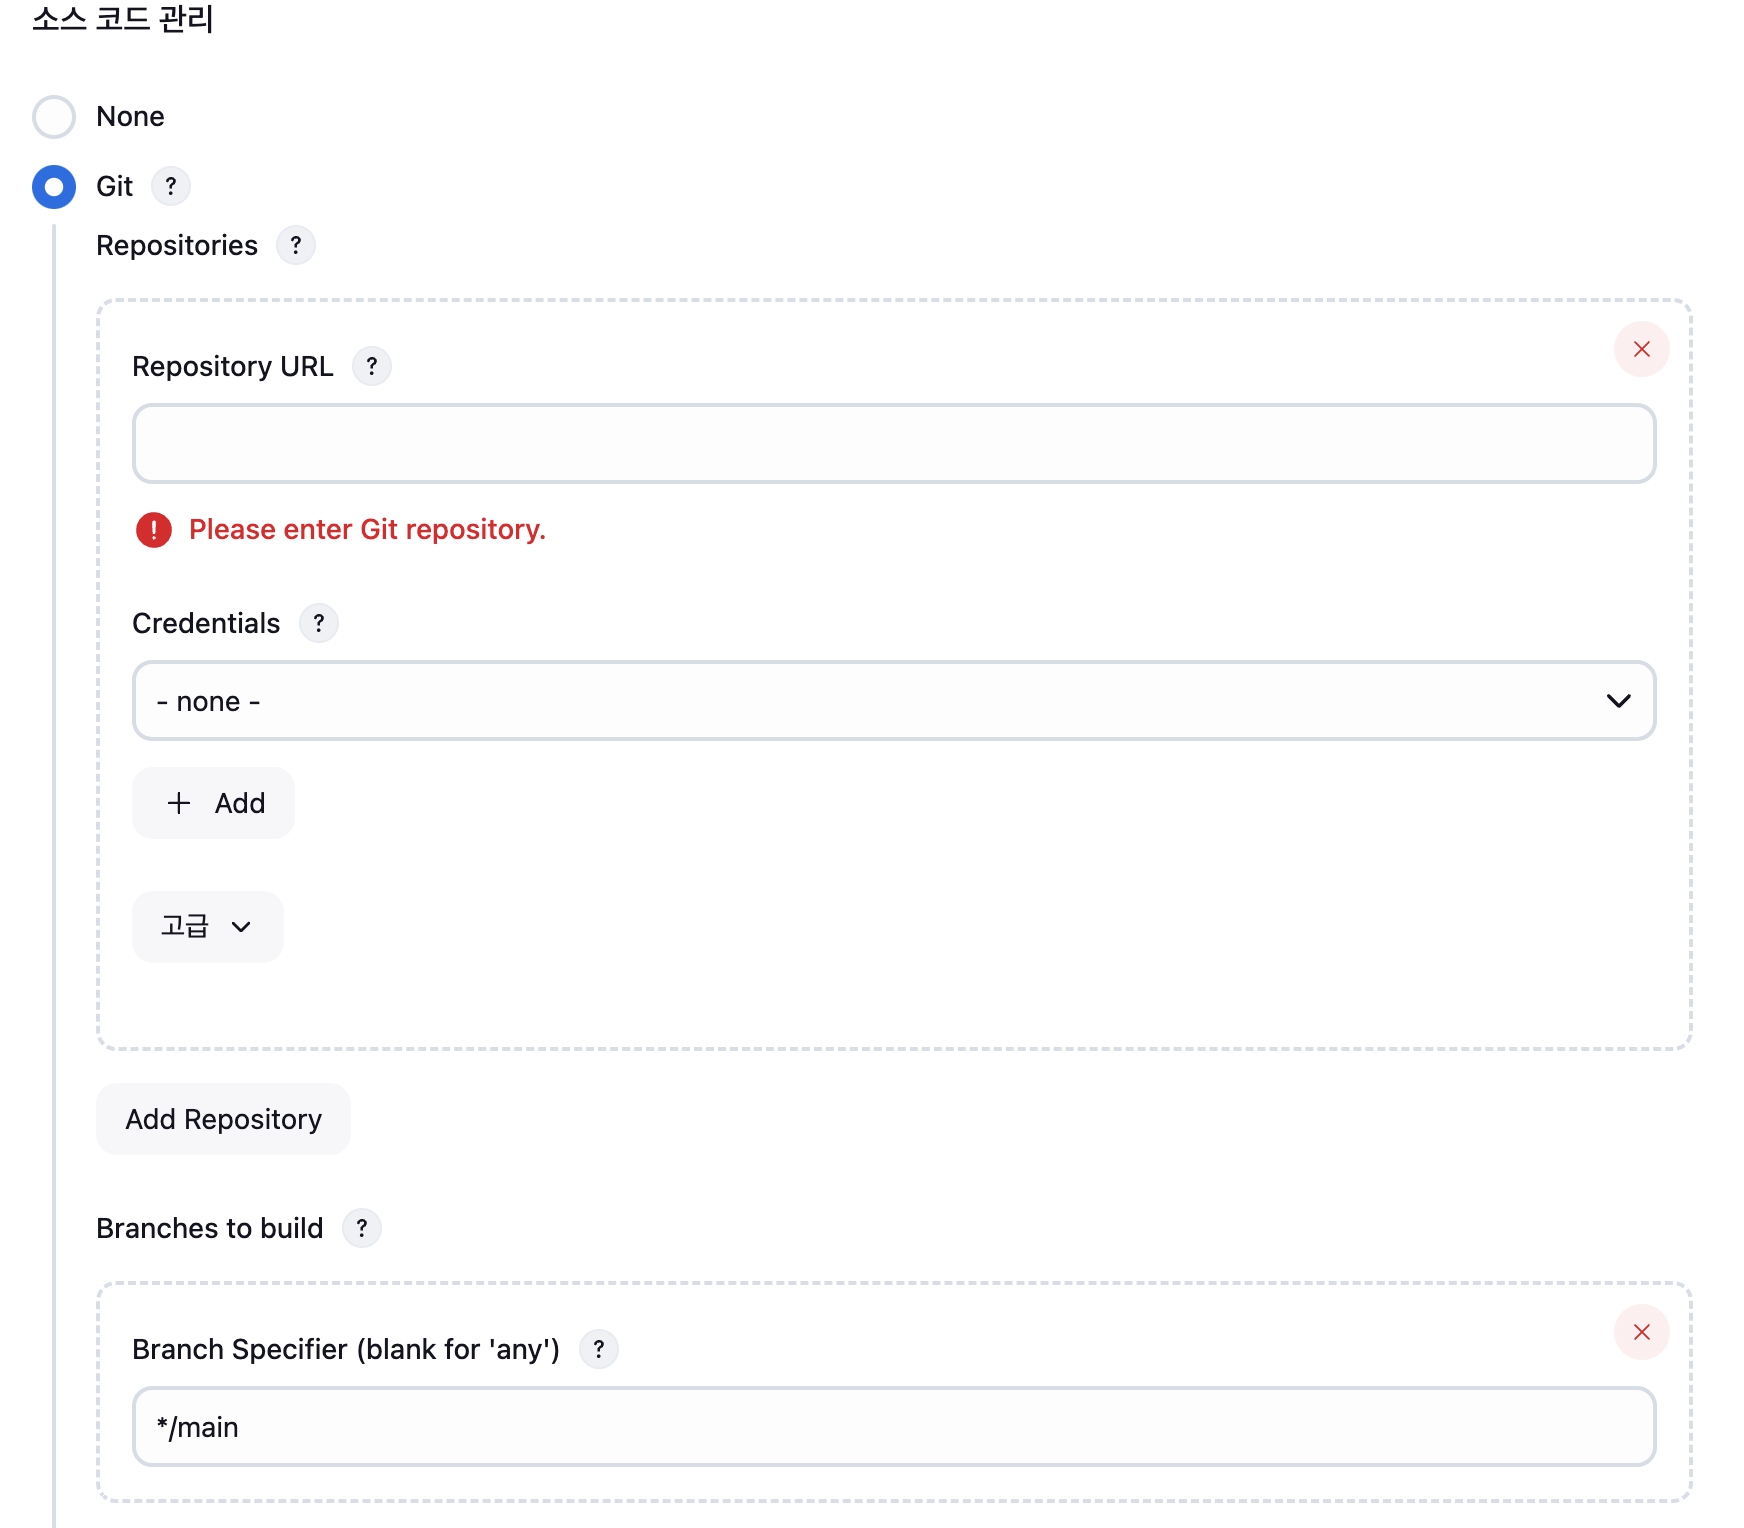 소스 코드 관리
None
Git ?
Repositories ?
Repository URL ?
! Please enter Git repository.
Credentials ?
- none -
+ Add
고급
Add Repository
Branches to build ?
Branch Specifier (blank for 'any') ?
*/main